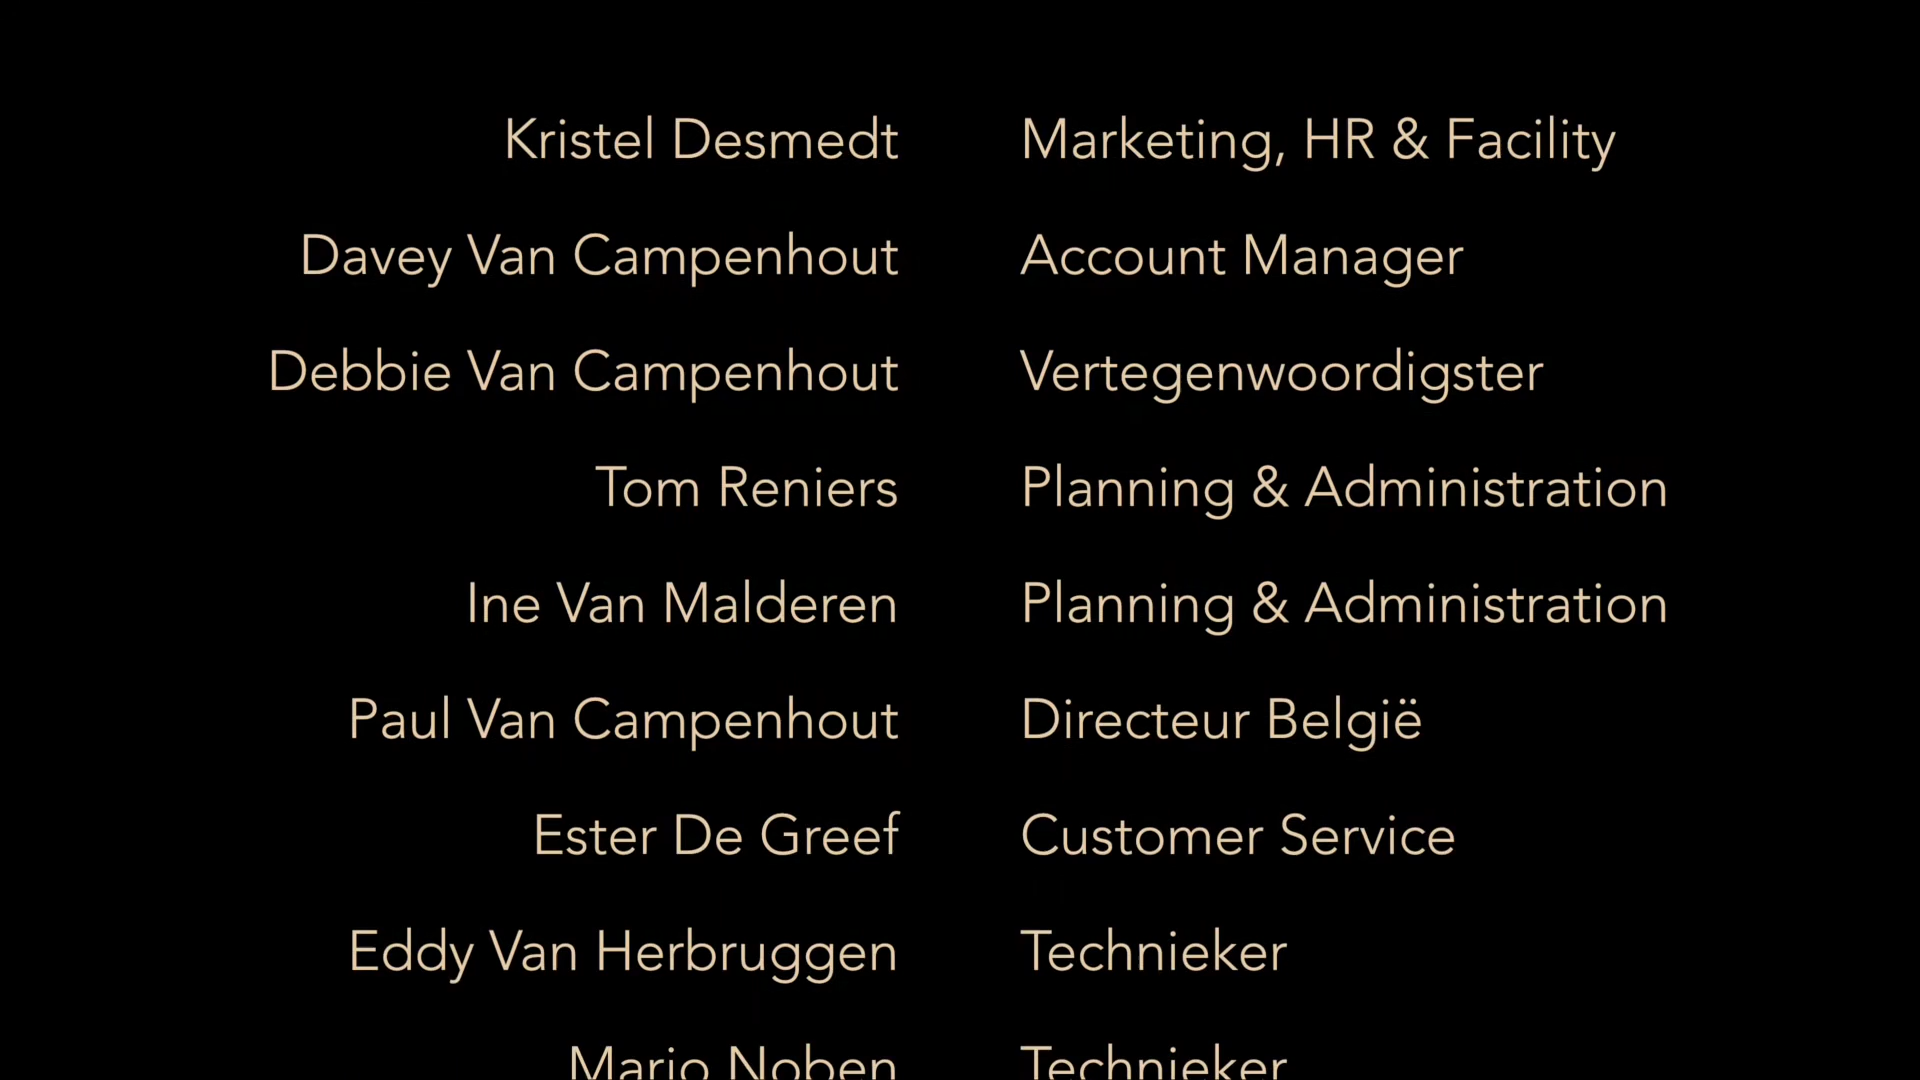 Kristel Desmedt Marketing, HR & Facility
Davey Van Campenhout Account Manager
Debbie Van Campenhout Vertegenwoordigster
Tom Reniers Planning & Administration
Ine Van Malderen Planning & Administration
Paul Van Campenhout Directeur België
Ester De Greef Customer Service
Eddy Van Herbruggen Technieker
Mario Noben Technieker